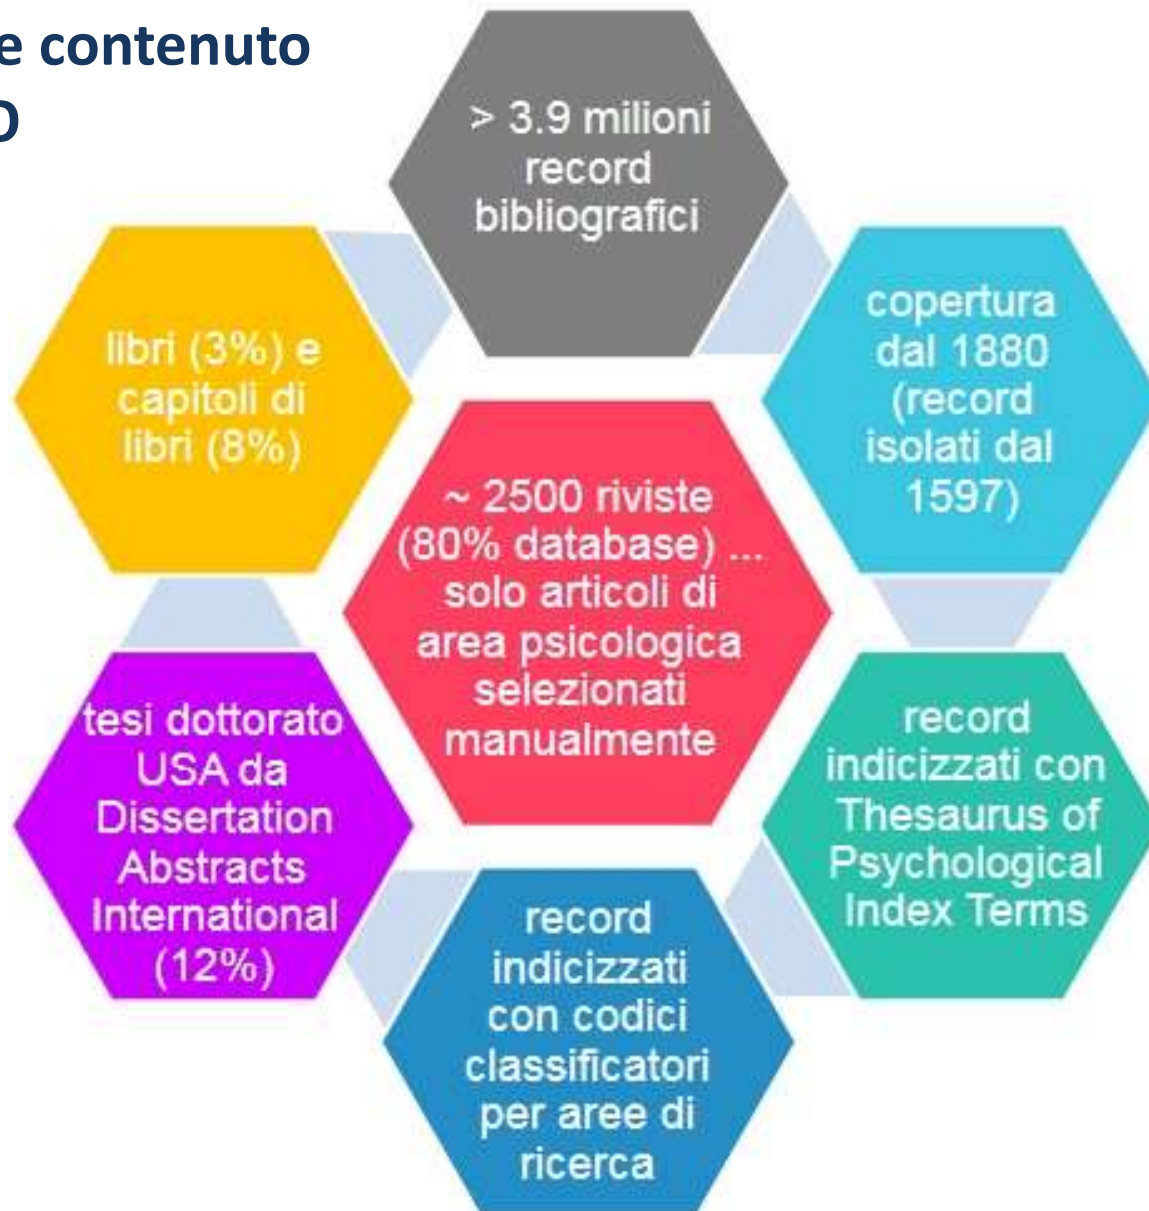 e contenuto
O
> 3.9 milioni
record
bibliografici
copertura
dal 1880
(record
isolati dal
1597)
record
indicizzati con
Thesaurus of
Psychological
Index Terms
record
indicizzati
con codici
classificatori
per aree di
ricerca
tesi dottorato
USA da
Dissertation
Abstracts
International
(12%)
libri (3%) e
capitoli di
libri (8%)
~ 2500 riviste
(80% database) ...
solo articoli di
area psicologica
selezionati
manualmente